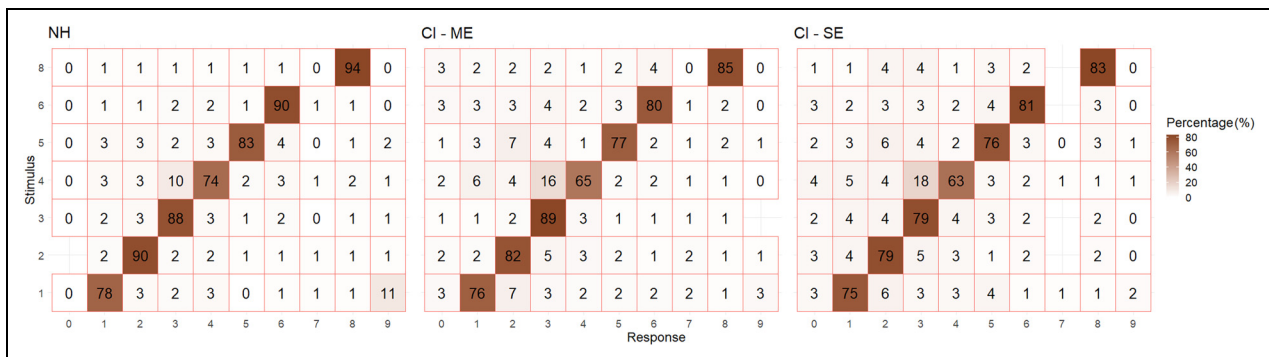 NH CI - ME CI - SE
8 0 1 1 1 1 1 1 0 94 0 3 2 2 2 1 2 4 0 85 0 1 1 4 4 1 3 2 83 0
6 0 1 1 2 2 1 90 1 1 0 3 3 3 4 2 3 80 1 2 0 3 2 3 3 2 4 81 3 0
Percentage(%)
5 0 3 3 2 3 83 4 0 1 2 1 3 7 4 1 77 1 2 2 1 2 3 6 4 2 76 3 0 3 1 80
60
Stimulus
4 0 3 3 10 74 2 3 1 2 1 2 6 4 16 65 2 2 1 1 0 4 5 4 18 63 3 2 1 1 1 40
20
0
3 0 2 3 88 3 1 2 0 1 1 1 1 2 89 3 1 1 1 1 2 4 4 79 4 3 2 2 0
2 2 90 2 2 1 1 1 1 1 2 2 82 5 3 2 1 2 1 1 3 4 79 5 3 1 2 2 0
1 0 78 3 2 3 0 1 1 1 11 3 76 7 3 2 2 2 2 1 3 3 75 6 3 3 4 1 1 1 2
0 1 2 3 4 5 6 7 8 9 0 1 2 3 4 5 6 7 8 9 0 1 2 3 4 5 6 7 8 9
Response